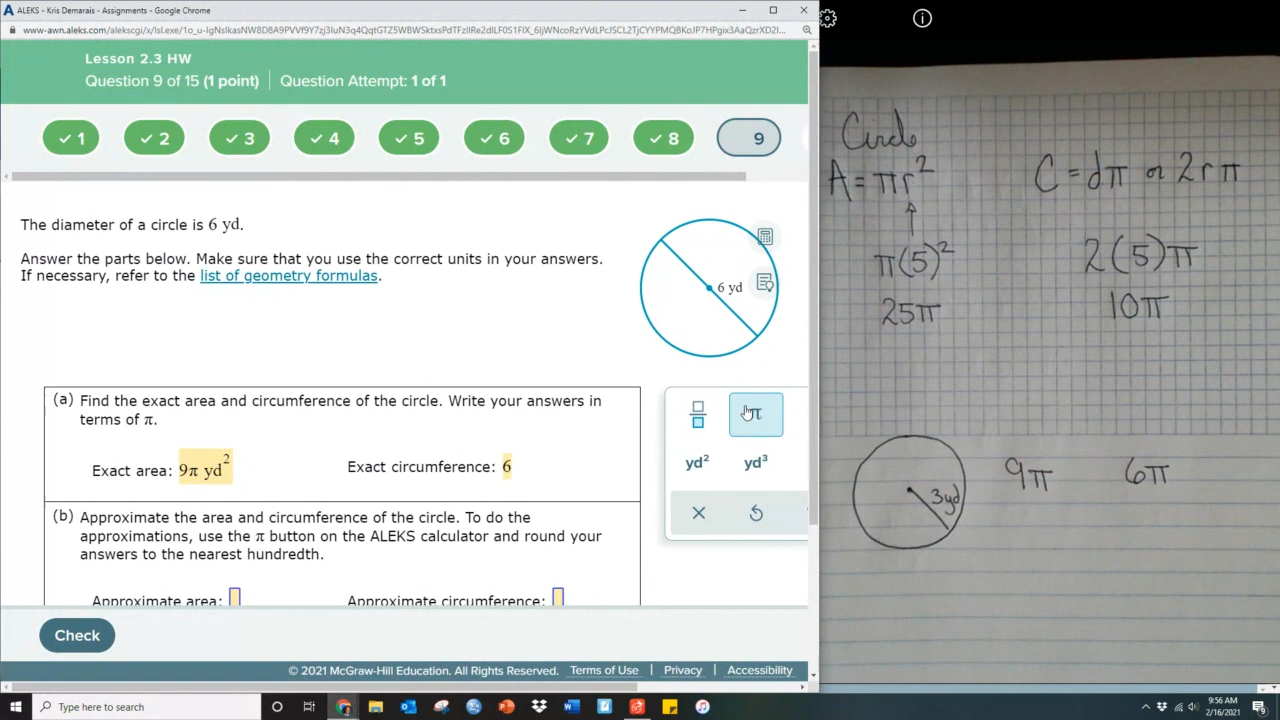 ALEKS - Kris Demarais - Assignments - Google Chrome
Lesson 2.3 HW
Question 9 of 15 (1 point) Question Attempt: 1 of 1
✓ 1 ✓ 2 ✓ 3 ✓ 4 ✓ 5 ✓ 6 ✓ 7 ✓ 8 9
The diameter of a circle is 6 yd.
Answer the parts below. Make sure that you use the correct units in your answers.
If necessary, refer to the list of geometry formulas.
6 yd
(a) Find the exact area and circumference of the circle. Write your answers in
terms of π.
Exact area: 9π yd²
Exact circumference: 6
(b) Approximate the area and circumference of the circle. To do the
approximations, use the π button on the ALEKS calculator and round your
answers to the nearest hundredth.
Approximate area:
Approximate circumference:
π
yd² yd³
Check
© 2021 McGraw-Hill Education. All Rights Reserved. Terms of Use | Privacy | Accessibility
Type here to search
9:56 AM
2/16/2021
Circle
A = πr²
π(5)²
25π
C = dπ or 2rπ
2(5)π
10π
3yd
9π 6π